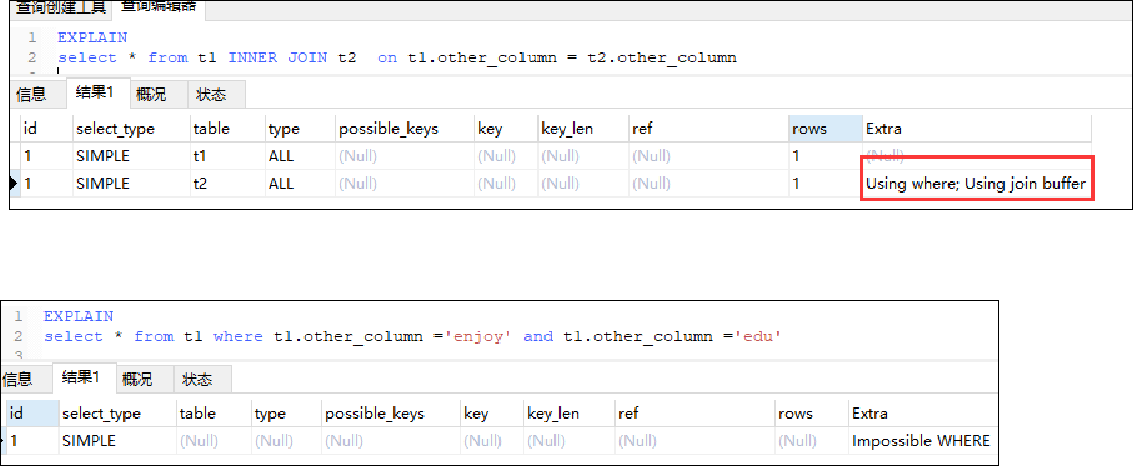 查询创建工具 查询编辑器
1 EXPLAIN
2 select * from t1 INNER JOIN t2 on t1.other_column = t2.other_column
信息 结果1 概况 状态
id select_type table type possible_keys key key_len ref rows Extra
1 SIMPLE t1 ALL (Null) (Null) (Null) (Null) 1 (Null)
1 SIMPLE t2 ALL (Null) (Null) (Null) (Null) 1 Using where; Using join buffer
1 EXPLAIN
2 select * from t1 where t1.other_column ='enjoy' and t1.other_column ='edu'
3
信息 结果1 概况 状态
id select_type table type possible_keys key key_len ref rows Extra
1 SIMPLE (Null) (Null) (Null) (Null) (Null) (Null) (Null) Impossible WHERE